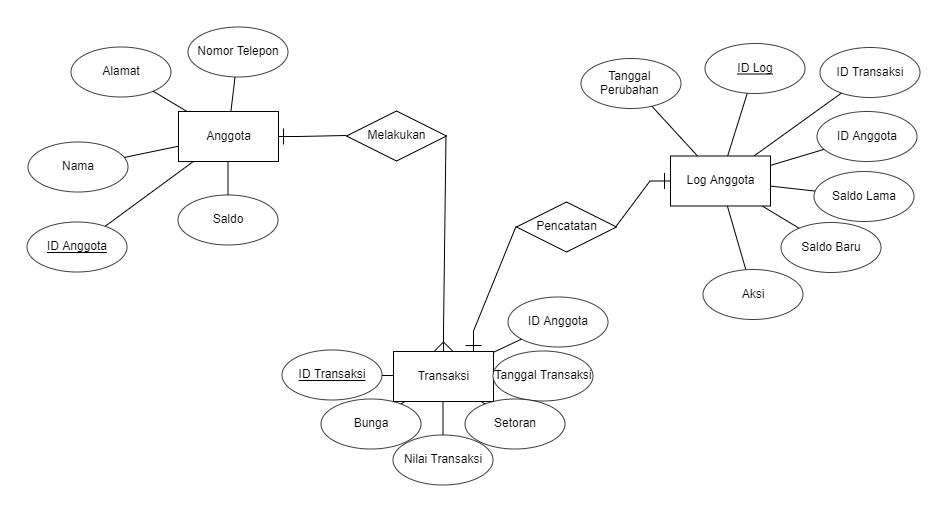 Nomor Telepon
Alamat
Anggota
Melakukan
Nama
Saldo
ID Anggota
Tanggal
Perubahan
ID Log
ID Transaksi
ID Anggota
Log Anggota
Saldo Lama
Pencatatan
Saldo Baru
Aksi
ID Anggota
ID Transaksi
Transaksi
Tanggal Transaksi
Bunga
Setoran
Nilai Transaksi